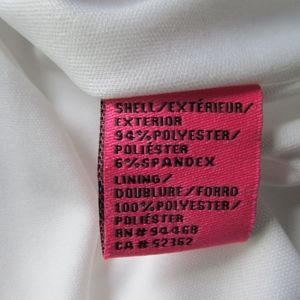 SHELL/EXTÉRIEUR/
EXTERIOR
94%POLYESTER/
POLIÉSTER
6%SPANDEX
LINING/
DOUBLURE/FORRO
100%POLYESTER/
POLIÉSTER
RN# 94468
CA# 52362